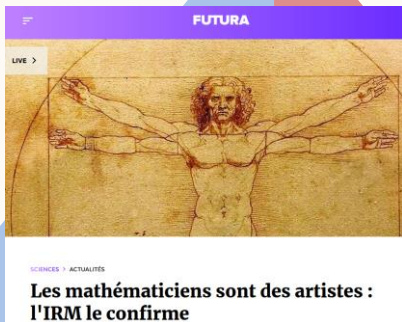 FUTURA
LIVE >
SCIENCES > ACTUALITÉS
Les mathématiciens sont des artistes :
l'IRM le confirme